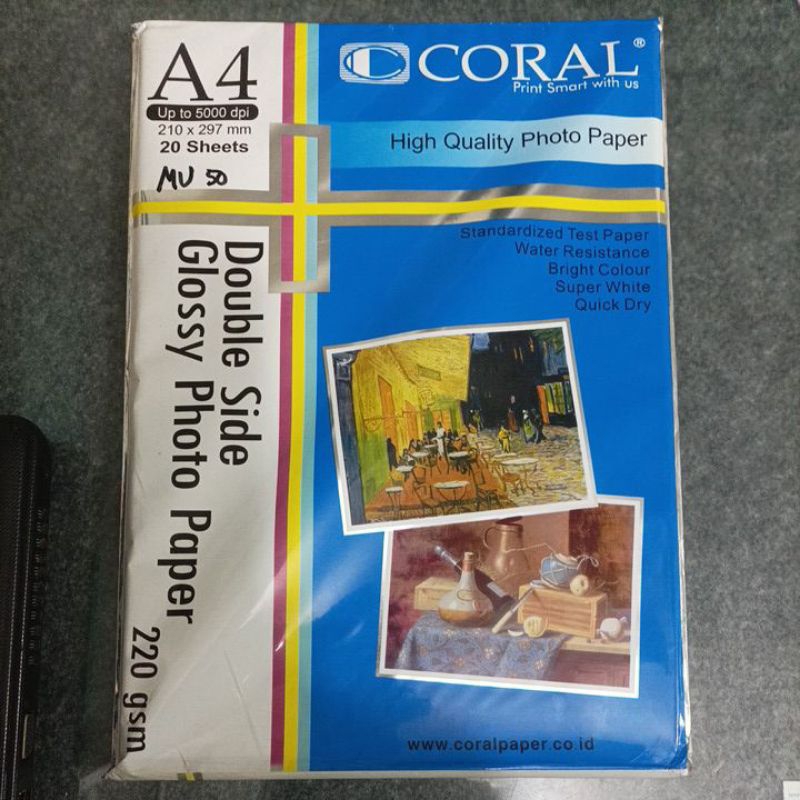 A4
Up to 5000 dpi
210 x 297 mm
20 Sheets
MU 50
CORAL®
Print Smart with us
High Quality Photo Paper
Standardized Test Paper
Water Resistance
Bright Colour
Super White
Quick Dry
Double Side
Glossy Photo Paper
220 gsm
www.coralpaper.co.id